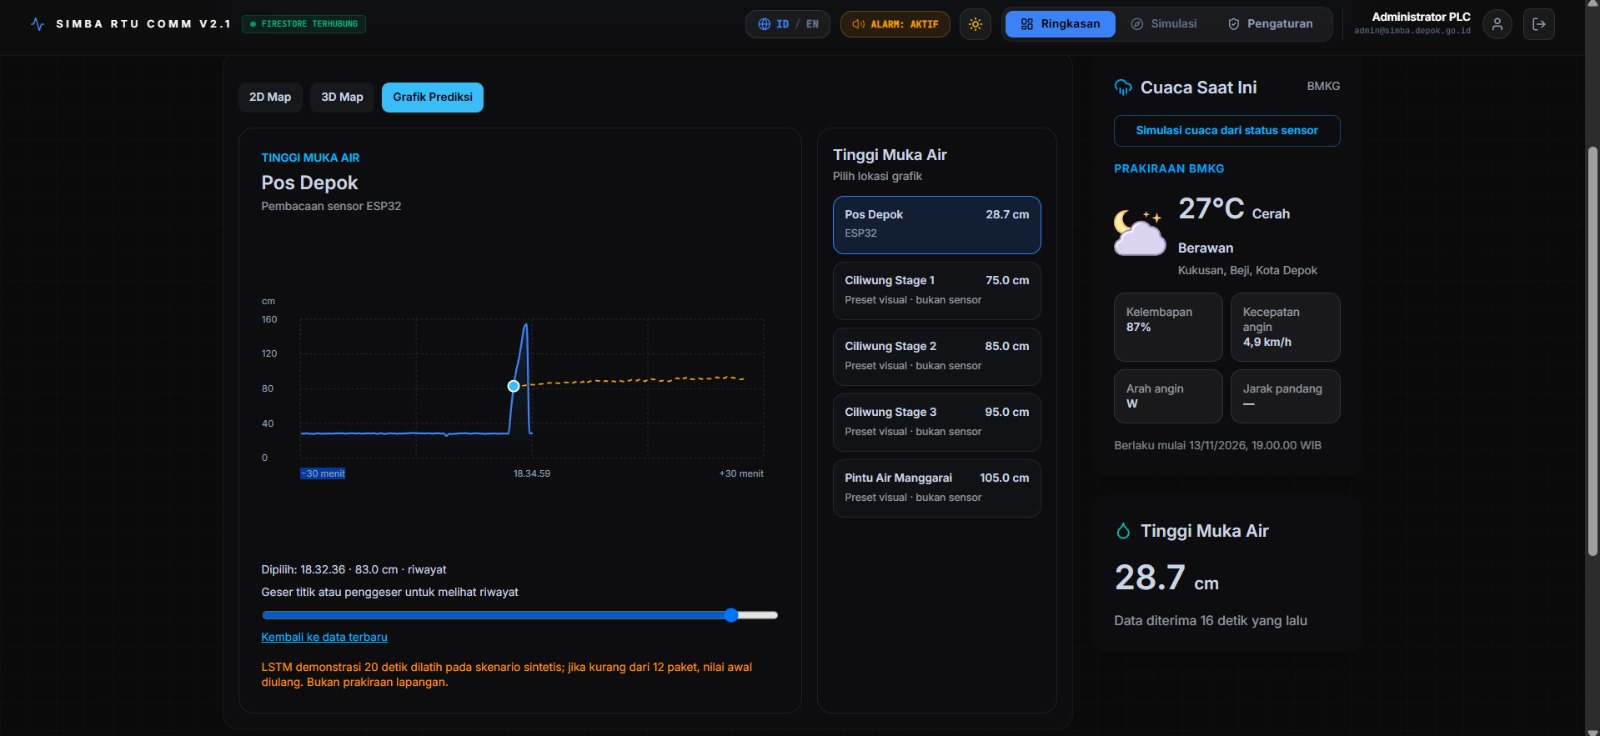 SIMBA RTU COMM V2.1
FIRESTORE TERHUBUNG
ID / EN
ALARM: AKTIF
Ringkasan
Simulasi
Pengaturan
Administrator PLC
admin@simba.depok.go.id
2D Map
3D Map
Grafik Prediksi
TINGGI MUKA AIR
Pos Depok
Pembacaan sensor ESP32
cm
160
120
80
40
0
−30 menit
18.34.59
+30 menit
Dipilih: 18.32.36 · 83.0 cm · riwayat
Geser titik atau penggeser untuk melihat riwayat
Kembali ke data terbaru
LSTM demonstrasi 20 detik dilatih pada skenario sintetis; jika kurang dari 12 paket, nilai awal
diulang. Bukan prakiraan lapangan.
Tinggi Muka Air
Pilih lokasi grafik
Pos Depok 28.7 cm
ESP32
Ciliwung Stage 1 75.0 cm
Preset visual · bukan sensor
Ciliwung Stage 2 85.0 cm
Preset visual · bukan sensor
Ciliwung Stage 3 95.0 cm
Preset visual · bukan sensor
Pintu Air Manggarai 105.0 cm
Preset visual · bukan sensor
Cuaca Saat Ini BMKG
Simulasi cuaca dari status sensor
PRAKIRAAN BMKG
27°C Cerah
Berawan
Kukusan, Beji, Kota Depok
Kelembapan
87%
Kecepatan
angin
4,9 km/h
Arah angin
W
Jarak pandang
—
Berlaku mulai 13/11/2026, 19.00.00 WIB
Tinggi Muka Air
28.7 cm
Data diterima 16 detik yang lalu